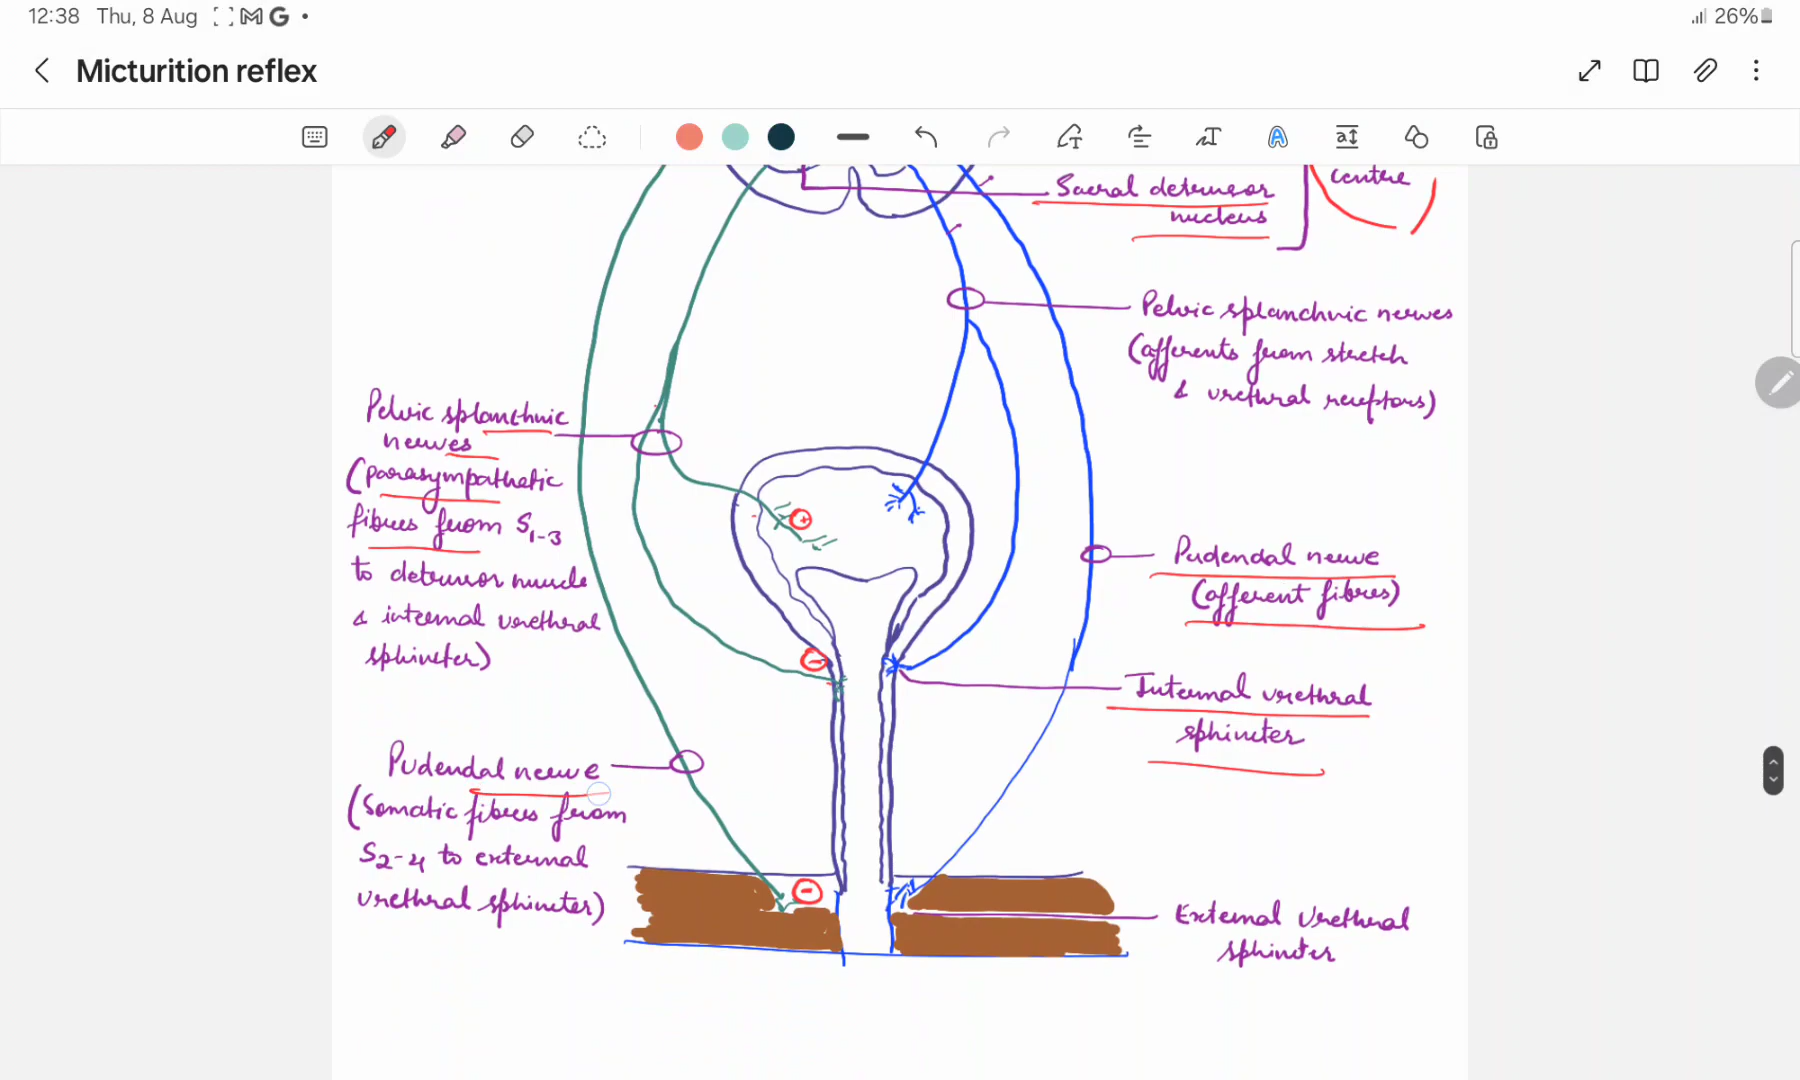 12:38 Thu, 8 Aug G
26%
Micturition reflex
centre
Sacral detrusor
nucleus
Pelvic splanchnic nerves
(afferents from stretch
& urethral receptors)
Pelvic splanchnic
nerves
(parasympathetic
fibres from S1-3
to detrusor muscle
& internal urethral
sphincter)
Pudendal nerve
(afferent fibres)
Internal urethral
sphincter
Pudendal nerve
(Somatic fibres from
S2-4 to external
urethral sphincter)
External Urethral
sphincter